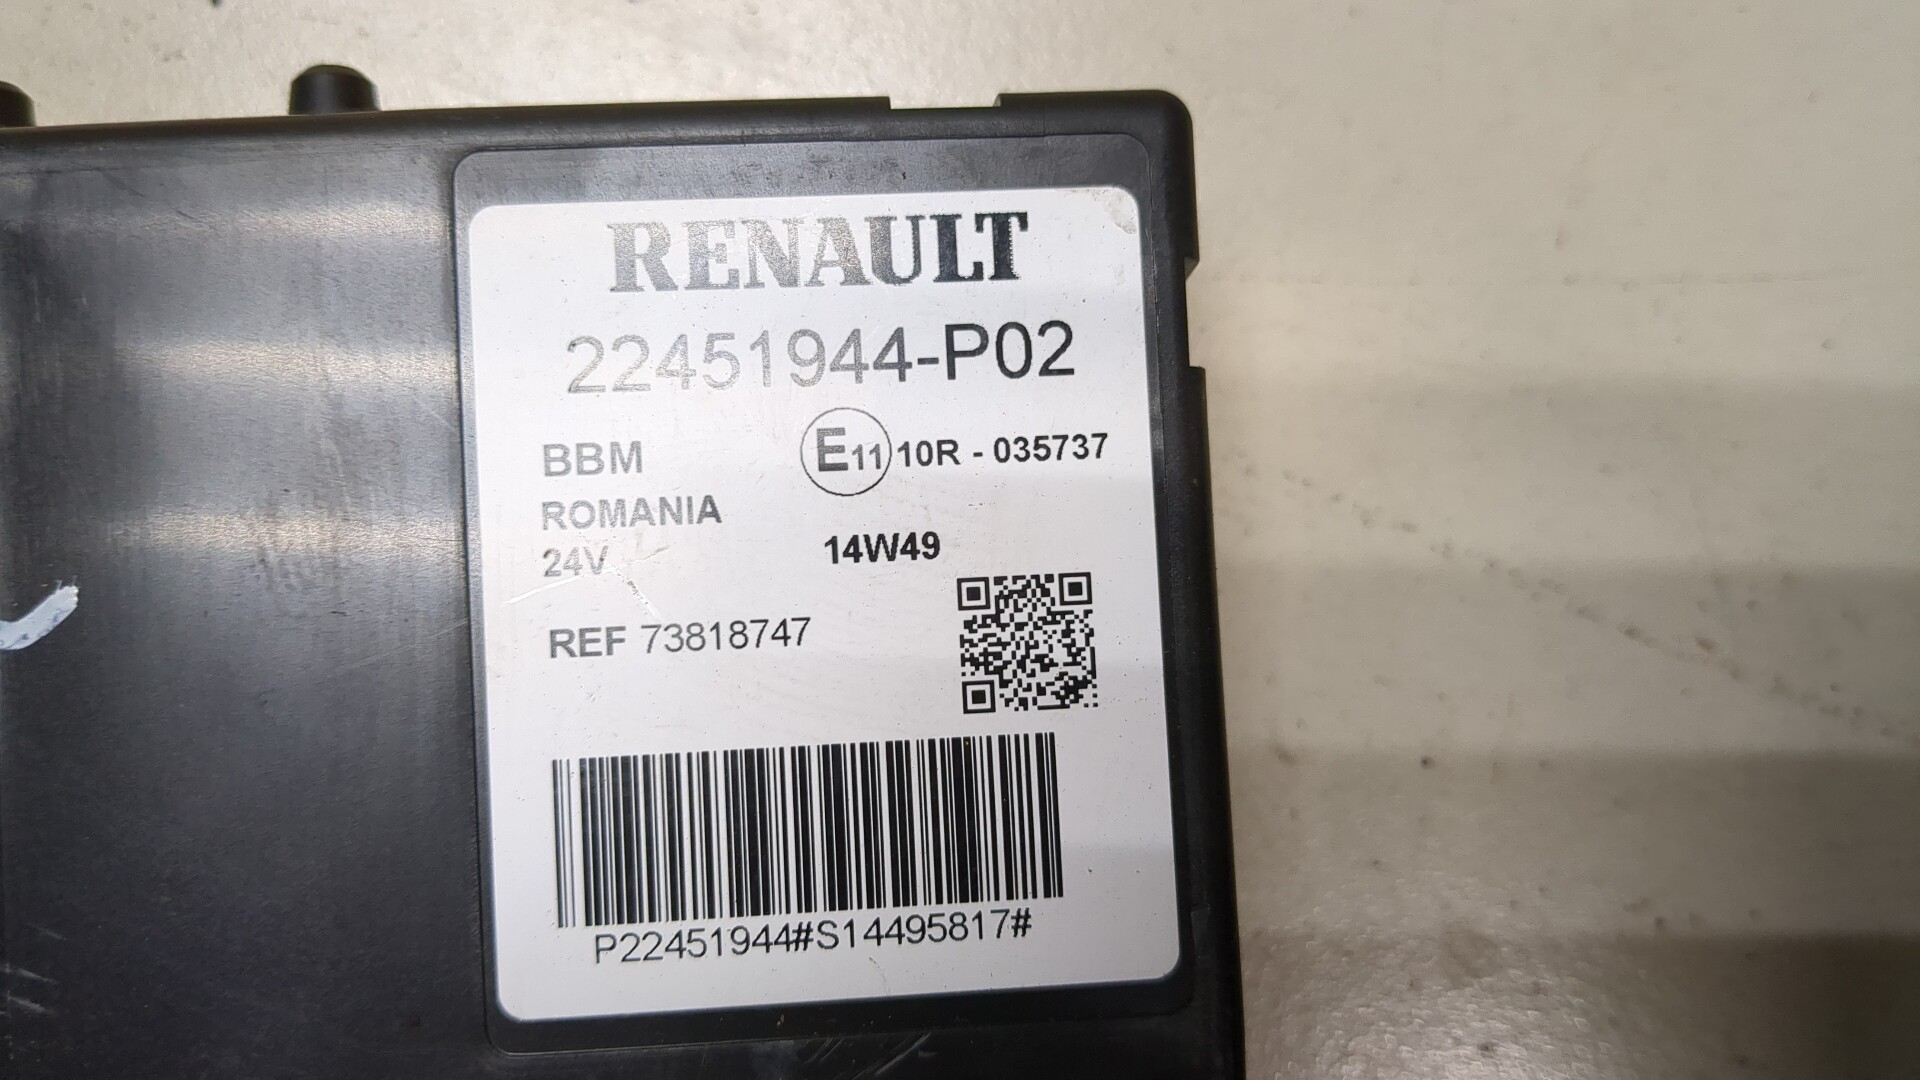 RENAULT
22451944-P02
BBM
E11 10R - 035737
ROMANIA
24V
14W49
REF 73818747
P22451944#S14495817#